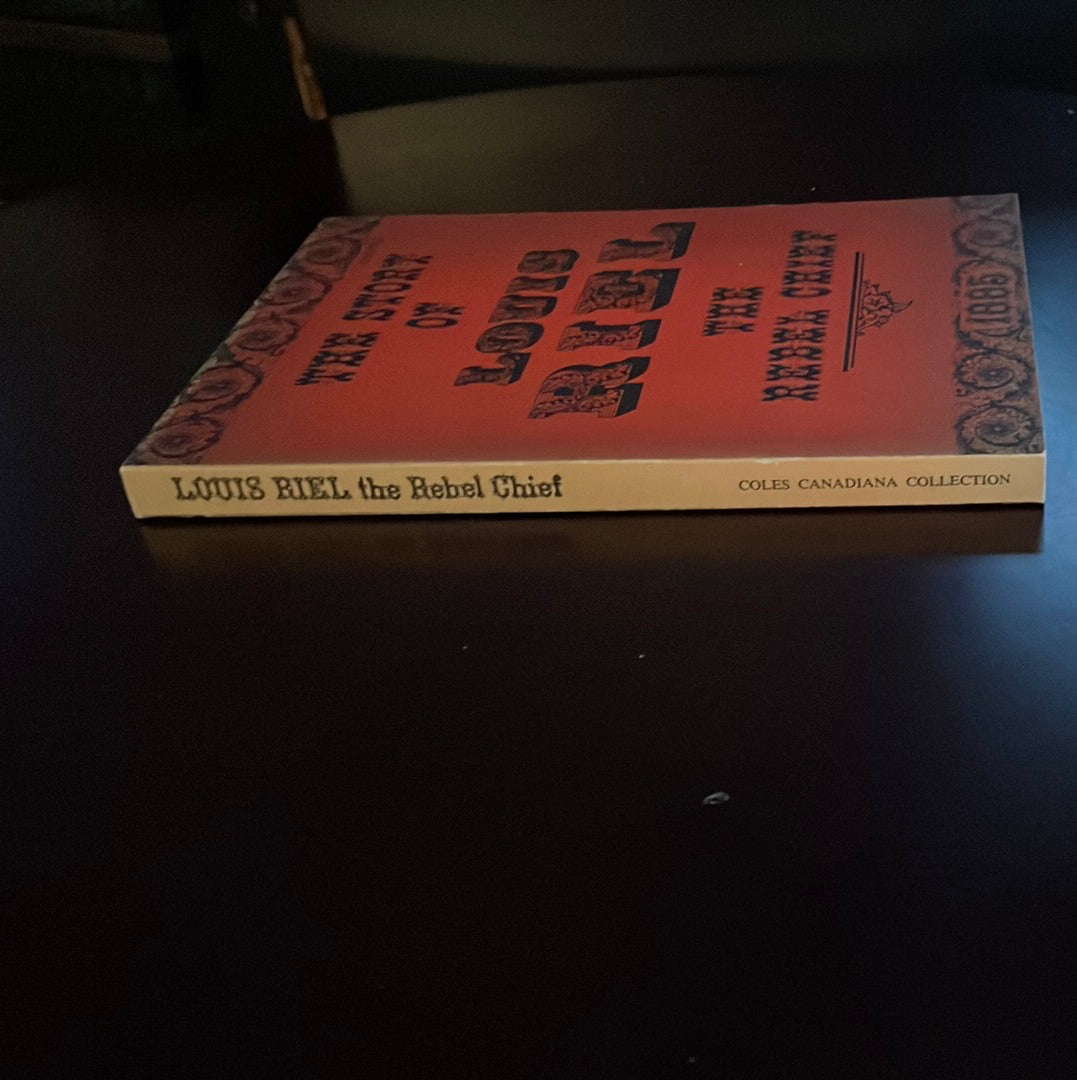 THE STORY
OF
LOUIS
RIEL
THE
REBEL CHIEF
1885
LOUIS RIEL the Rebel Chief
COLES CANADIANA COLLECTION